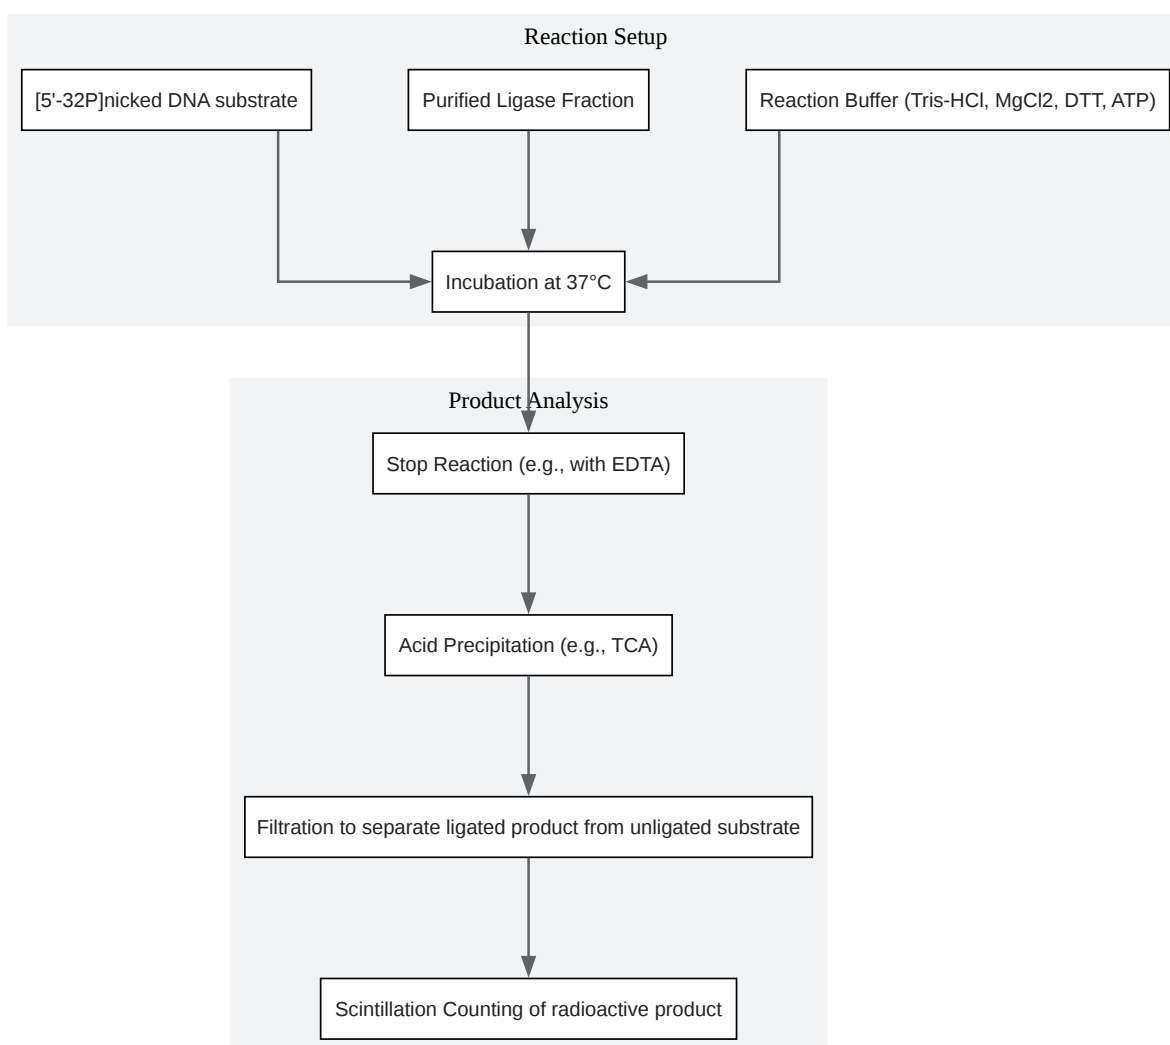 Reaction Setup
[5'-32P]nicked DNA substrate
Purified Ligase Fraction
Reaction Buffer (Tris-HCl, MgCl2, DTT, ATP)
Incubation at 37°C
Product Analysis
Stop Reaction (e.g., with EDTA)
Acid Precipitation (e.g., TCA)
Filtration to separate ligated product from unligated substrate
Scintillation Counting of radioactive product